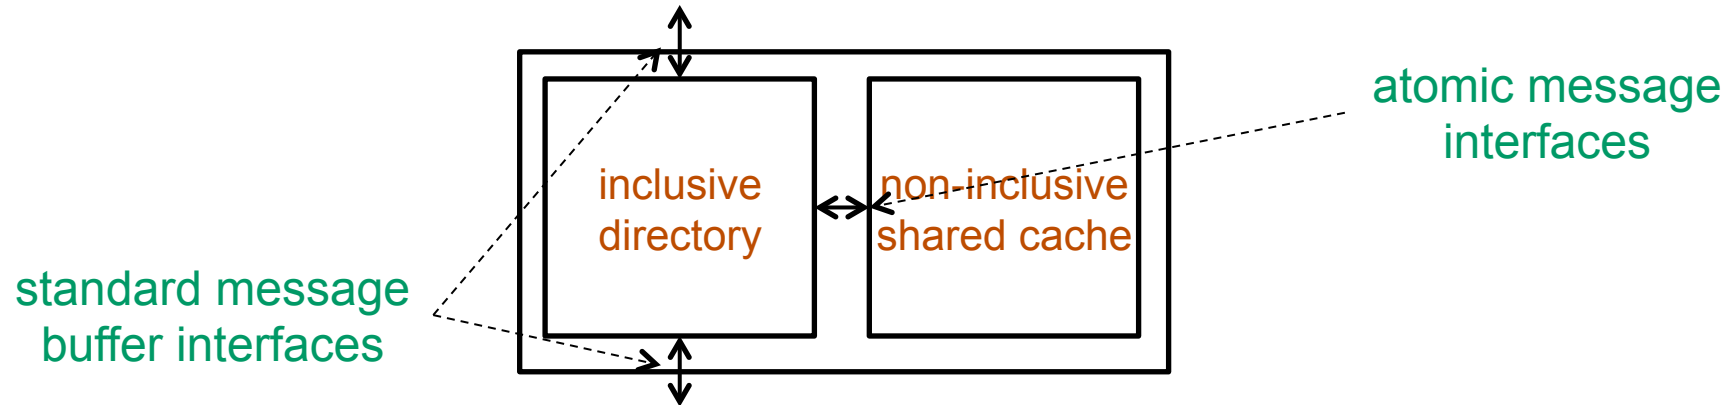 atomic message
interfaces
inclusive
directory
non-inclusive
shared cache
standard message
buffer interfaces